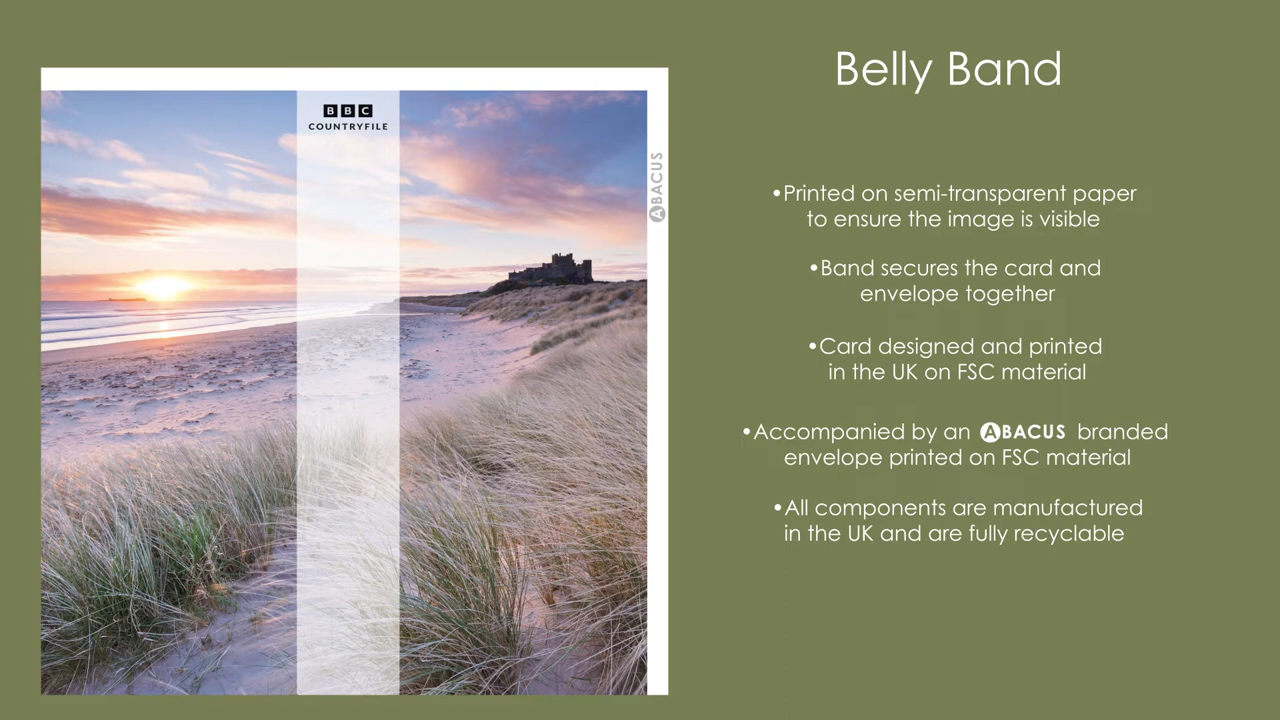 BBC
COUNTRYFILE
ABACUS
Belly Band
•Printed on semi-transparent paper
to ensure the image is visible
•Band secures the card and
envelope together
•Card designed and printed
in the UK on FSC material
•Accompanied by an ABACUS branded
envelope printed on FSC material
•All components are manufactured
in the UK and are fully recyclable